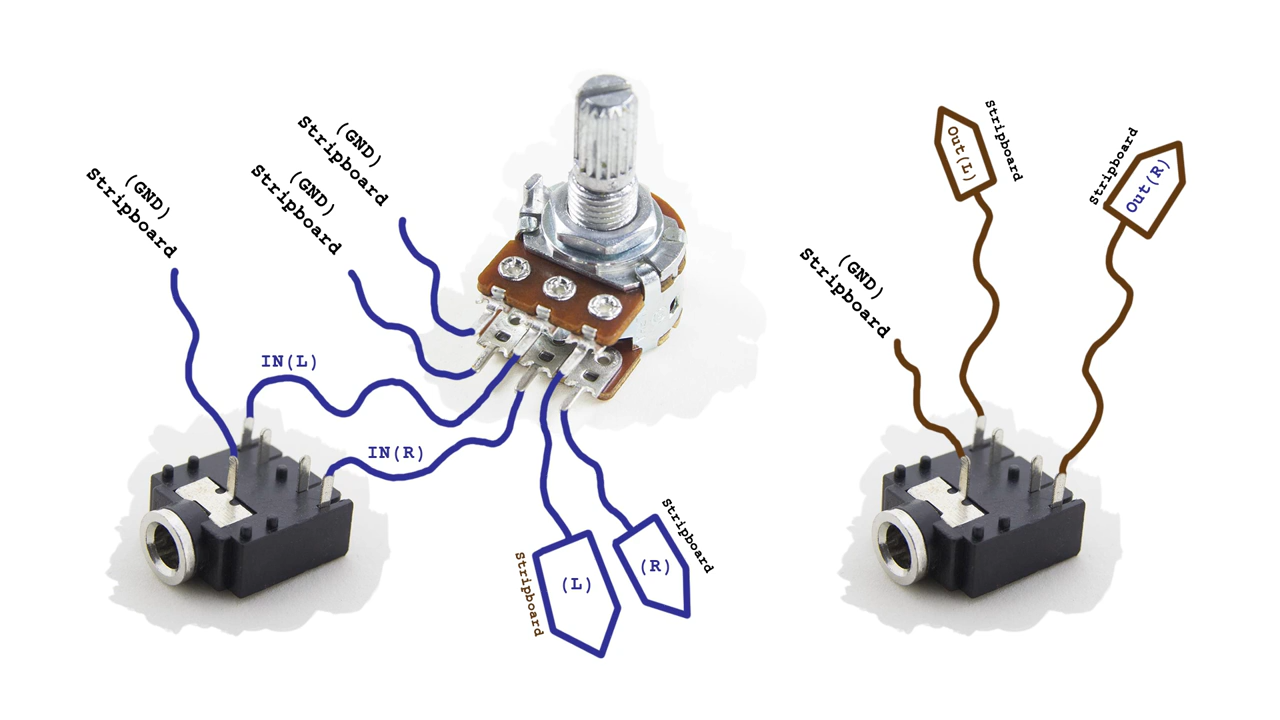 (GND)
Stripboard
(GND)
Stripboard
(GND)
Stripboard
IN(L)
IN(R)
Stripboard
(L)
(R)
Stripboard
(GND)
Stripboard
Out(L)
Stripboard
Stripboard
Out(R)